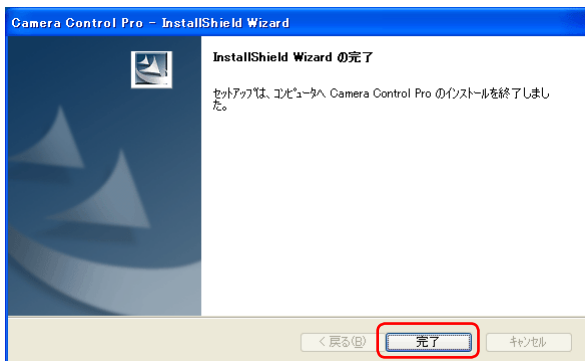 Camera Control Pro - InstallShield Wizard
InstallShield Wizard の完了
セットアップは、コンピュータへ Camera Control Pro のインストールを終了しまし
た。
< 戻る(B)
完了
キャンセル